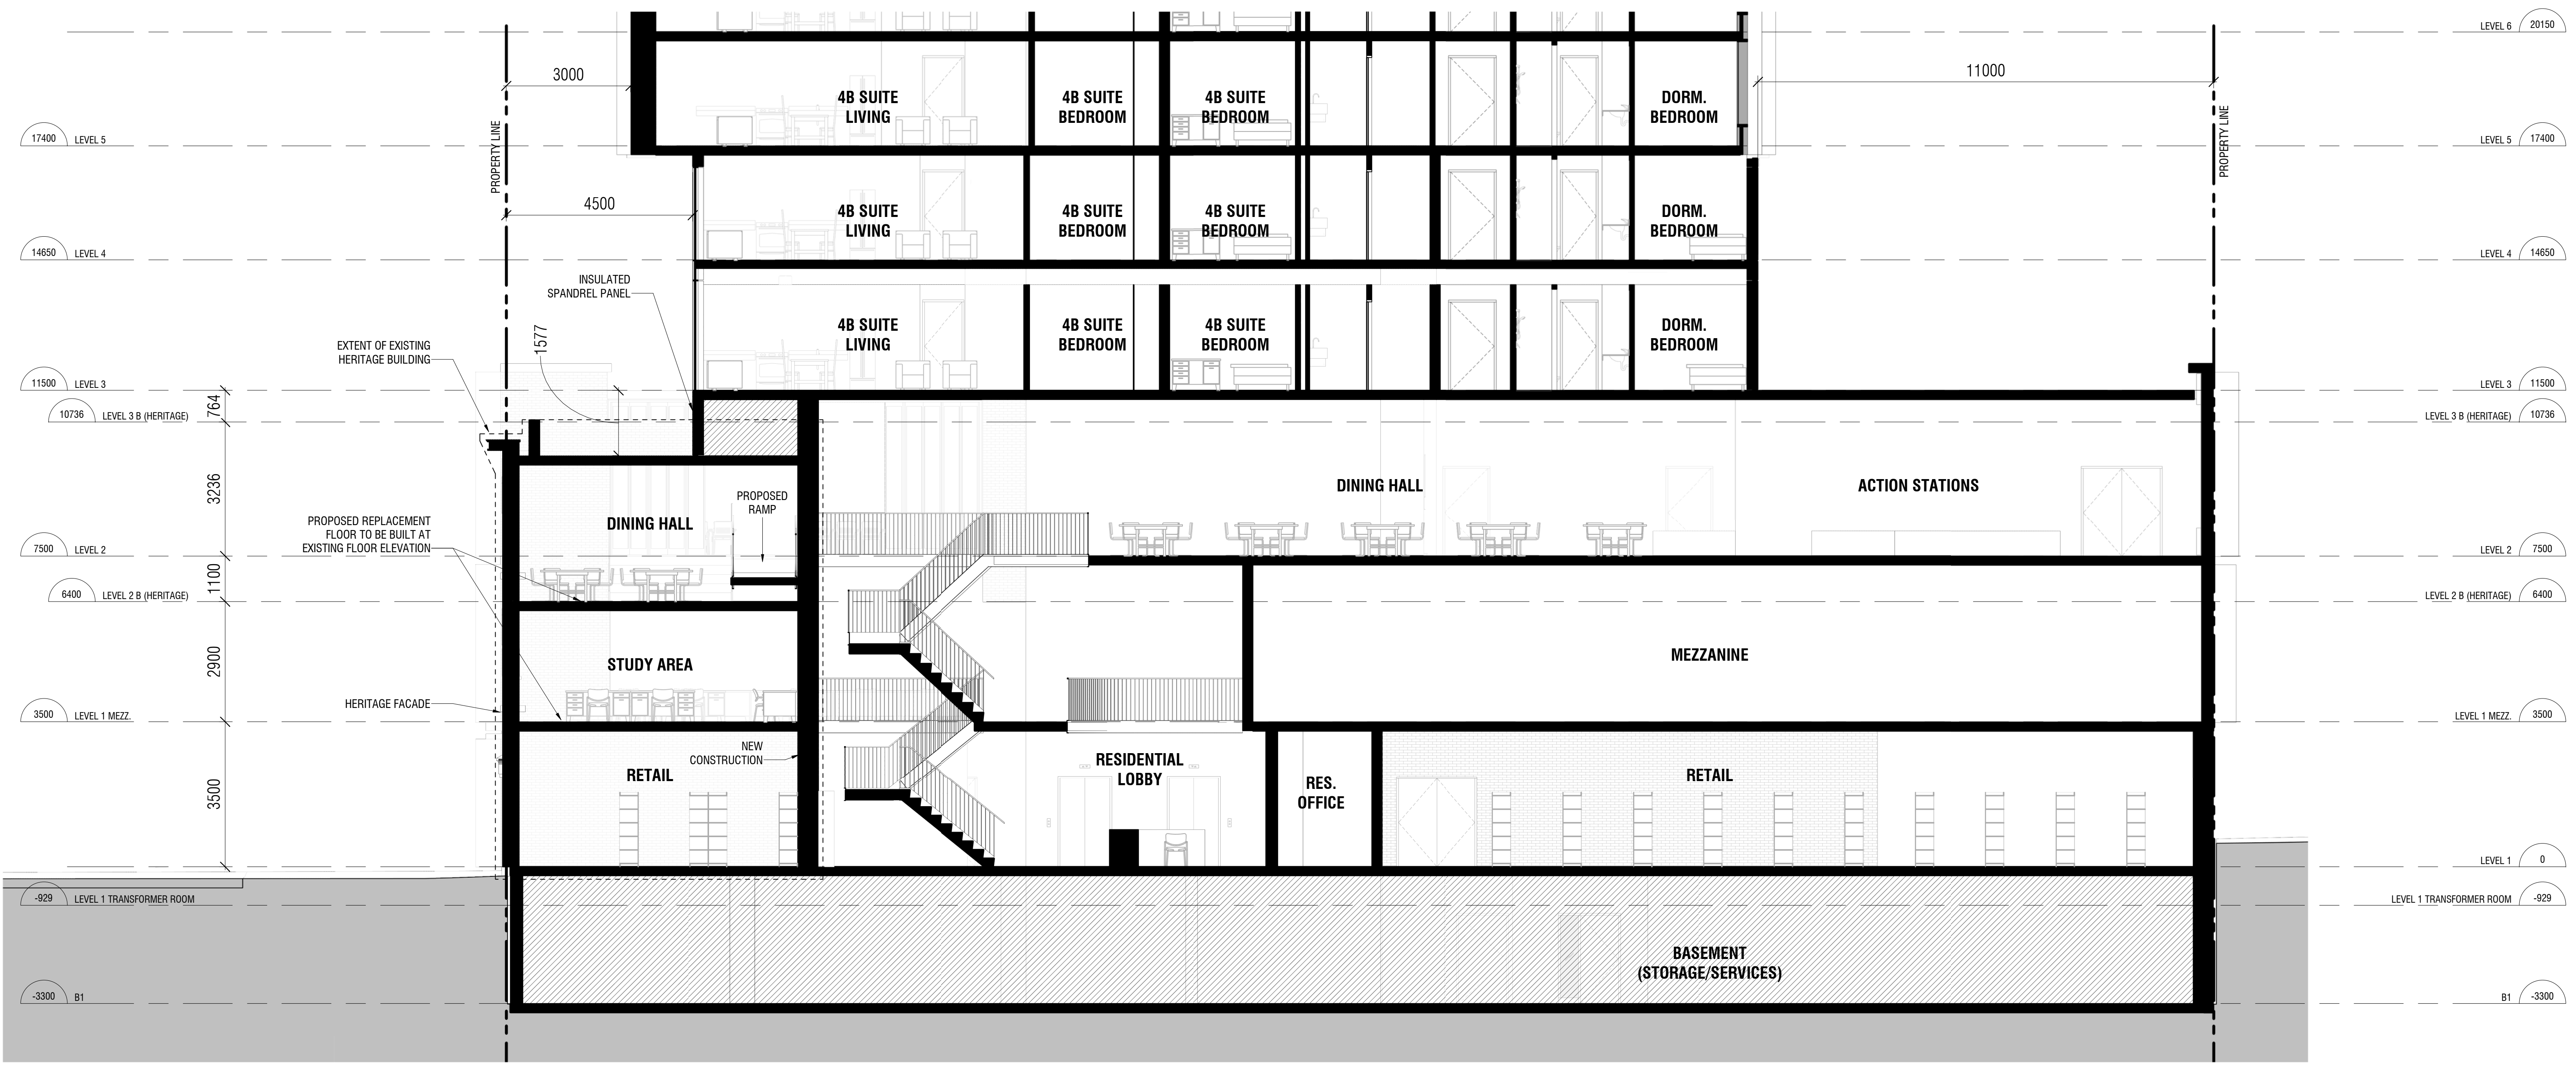 LEVEL 6 20150
3000
11000
4B SUITE
LIVING
4B SUITE
BEDROOM
4B SUITE
BEDROOM
DORM.
BEDROOM
PROPERTY LINE
PROPERTY LINE
17400 LEVEL 5
LEVEL 5 17400
4500
4B SUITE
LIVING
4B SUITE
BEDROOM
4B SUITE
BEDROOM
DORM.
BEDROOM
14650 LEVEL 4
LEVEL 4 14650
INSULATED
SPANDREL PANEL
1577
4B SUITE
LIVING
4B SUITE
BEDROOM
4B SUITE
BEDROOM
DORM.
BEDROOM
EXTENT OF EXISTING
HERITAGE BUILDING
11500 LEVEL 3
LEVEL 3 11500
764
10736 LEVEL 3 B (HERITAGE)
LEVEL 3 B (HERITAGE) 10736
3236
DINING HALL
ACTION STATIONS
PROPOSED
RAMP
DINING HALL
PROPOSED REPLACEMENT
FLOOR TO BE BUILT AT
EXISTING FLOOR ELEVATION
7500 LEVEL 2
LEVEL 2 7500
1100
6400 LEVEL 2 B (HERITAGE)
LEVEL 2 B (HERITAGE) 6400
2900
STUDY AREA
MEZZANINE
HERITAGE FACADE
3500 LEVEL 1 MEZZ.
LEVEL 1 MEZZ. 3500
NEW
CONSTRUCTION
3500
RETAIL
RESIDENTIAL
LOBBY
RES.
OFFICE
RETAIL
LEVEL 1 0
-929 LEVEL 1 TRANSFORMER ROOM
LEVEL 1 TRANSFORMER ROOM -929
BASEMENT
(STORAGE/SERVICES)
-3300 B1
B1 -3300